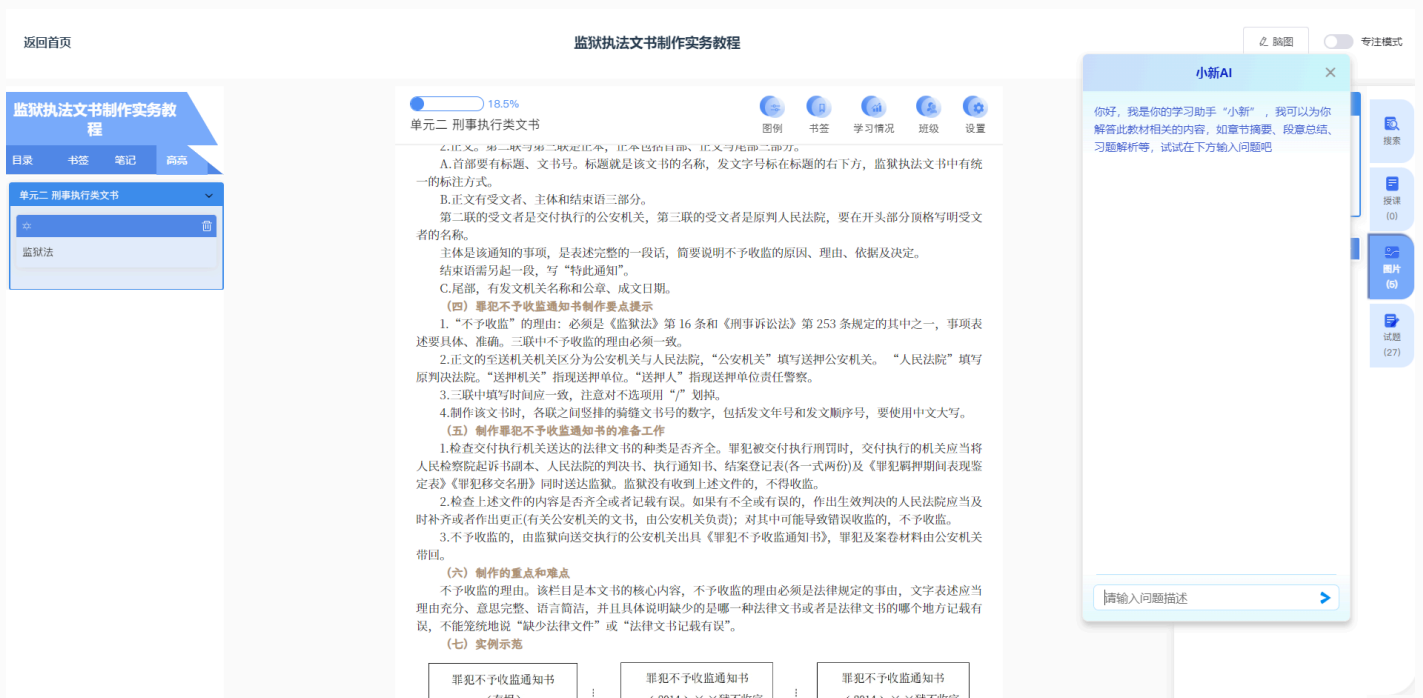 返回首页
监狱执法文书制作实务教程
脑图
专注模式
监狱执法文书制作实务教
程
目录
书签
笔记
高亮
单元二 刑事执行类文书
监狱法
18.5%
单元二 刑事执行类文书
图例
书签
学习情况
班级
设置
2.正文。第二联与第三联是正本，正本包括首部、正文与尾部三部分。
A.首部要有标题、文书号。标题就是该文书的名称，发文字号标在标题的右下方，监狱执法文书中有统
一的标注方式。
B.正文有受文者、主体和结束语三部分。
第二联的受文者是交付执行的公安机关，第三联的受文者是原判人民法院，要在开头部分顶格写明受文
者的名称。
主体是该通知的事项，是表述完整的一段话，简要说明不予收监的原因、理由、依据及决定。
结束语需另起一段，写“特此通知”。
C.尾部，有发文机关名称和公章、成文日期。
（四）罪犯不予收监通知书制作要点提示
1.“不予收监”的理由：必须是《监狱法》第 16 条和《刑事诉讼法》第 253 条规定的其中之一，事项表
述要具体、准确。三联中不予收监的理由必须一致。
2.正文的至送机关机关区分为公安机关与人民法院，“公安机关”填写送押公安机关。 “人民法院”填写
原判决法院。“送押机关”指现送押单位。“送押人”指现送押单位责任警察。
3.三联中填写时间应一致，注意对不选项用“/”划掉。
4.制作该文书时，各联之间竖排的骑缝文书号的数字，包括发文年号和发文顺序号，要使用中文大写。
（五）制作罪犯不予收监通知书的准备工作
1.检查交付执行机关送达的法律文书的种类是否齐全。罪犯被交付执行刑罚时，交付执行的机关应当将
人民检察院起诉书副本、人民法院的判决书、执行通知书、结案登记表(各一式两份)及《罪犯羁押期间表现鉴
定表》《罪犯移交名册》同时送达监狱。监狱没有收到上述文件的，不得收监。
2.检查上述文件的内容是否齐全或者记载有误。如果有不全或有误的，作出生效判决的人民法院应当及
时补齐或者作出更正(有关公安机关的文书，由公安机关负责)；对其中可能导致错误收监的，不予收监。
3.不予收监的，由监狱向送交执行的公安机关出具《罪犯不予收监通知书》，罪犯及案卷材料由公安机关
带回。
（六）制作的重点和难点
不予收监的理由。该栏目是本文书的核心内容，不予收监的理由必须是法律规定的事由，文字表述应当
理由充分、意思完整、语言简洁，并且具体说明缺少的是哪一种法律文书或者是法律文书的哪个地方记载有
误，不能笼统地说“缺少法律文件”或“法律文书记载有误”。
（七）实例示范
罪犯不予收监通知书
罪犯不予收监通知书
罪犯不予收监通知书
小新AI
你好，我是你的学习助手“小新”，我可以为你
解答此教材相关的内容，如章节摘要、段意总结、
习题解析等，试试在下方输入问题吧
请输入问题描述
搜索
授课
(0)
图片
(5)
试题
(27)